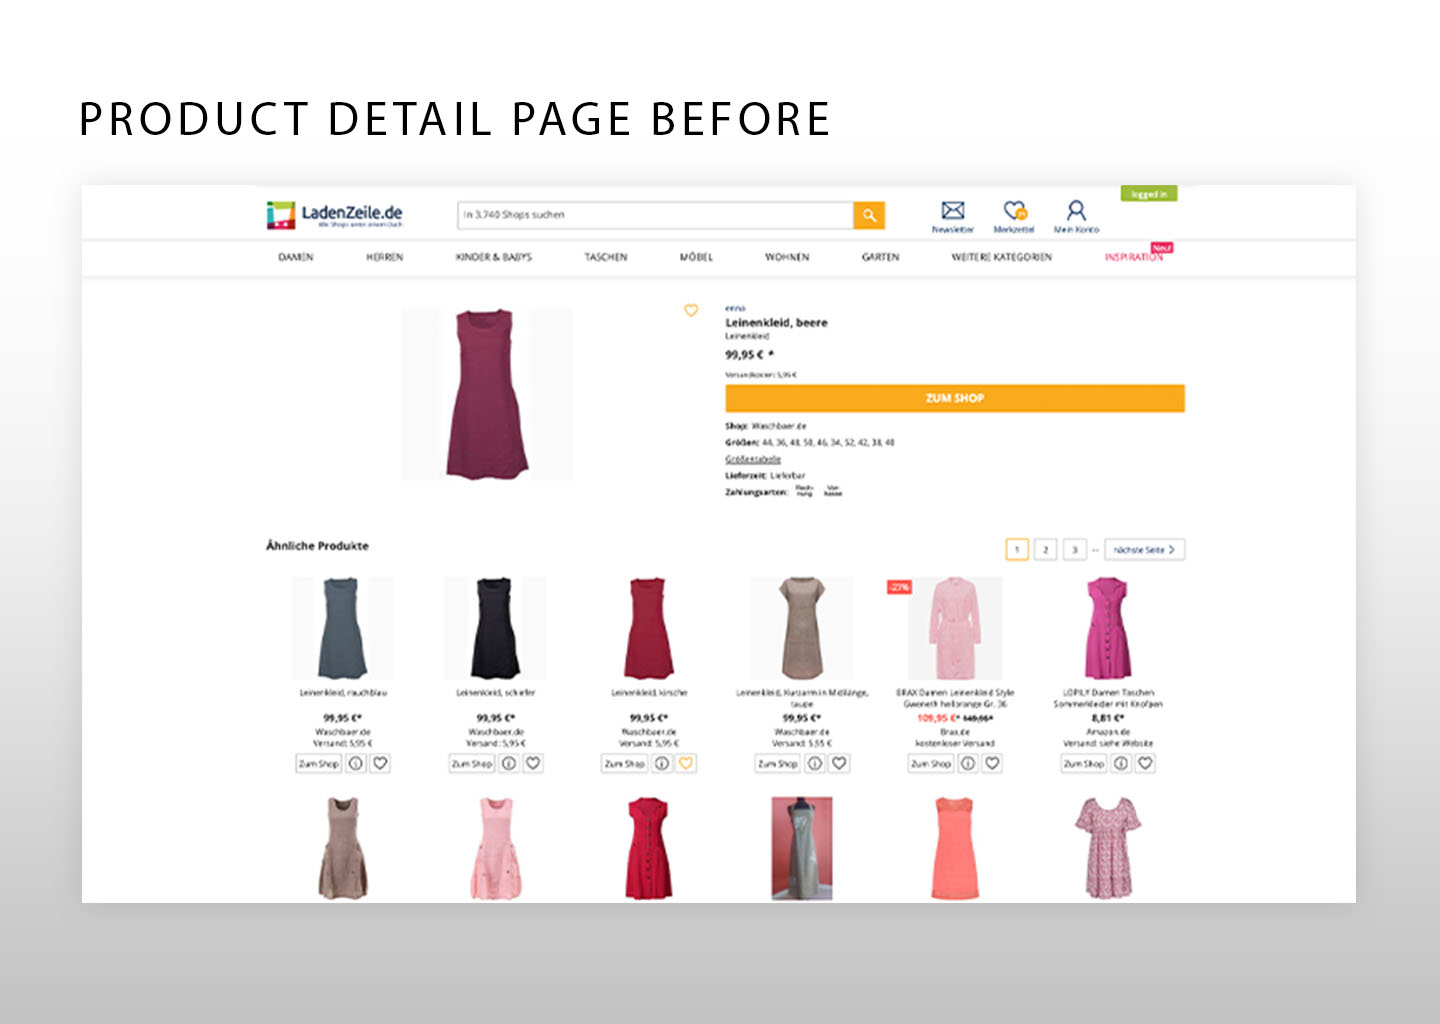 PRODUCT DETAIL PAGE BEFORE
logged in
LadenZeile.de
Alle Shops unter einem Dach
In 3.740 Shops suchen
Newsletter
Merkzettel
Mein Konto
Neu!
DAMEN
HERREN
KINDER & BABYS
TASCHEN
MÖBEL
WOHNEN
GARTEN
WEITERE KATEGORIEN
INSPIRATION
enna
Leinenkleid, beere
Leinenkleid
99,95 € *
Versandkosten: 5,95 €
ZUM SHOP
Shop: Waschbaer.de
Größen: 44, 36, 48, 50, 46, 34, 52, 42, 38, 40
Größentabelle
Lieferzeit: Lieferbar
Zahlungsarten: Rech-nung Vor-kasse
Ähnliche Produkte
1 2 3 ... nächste Seite
Leinenkleid, rauchblau
99,95 €*
Waschbaer.de
Versand: 5,95 €
Zum Shop
Leinenkleid, schiefer
99,95 €*
Waschbaer.de
Versand: 5,95 €
Zum Shop
Leinenkleid, kirsche
99,95 €*
Waschbaer.de
Versand: 5,95 €
Zum Shop
Leinenkleid, Kurzarm in Midilänge,
taupe
99,95 €*
Waschbaer.de
Versand: 5,95 €
Zum Shop
-27%
BRAX Damen Leinenkleid Style
Gweneth hellorange Gr. 36
109,95 €* 149,95*
Brax.de
kostenloser Versand
Zum Shop
LOPILY Damen Taschen
Sommerkleider mit Knöpfen
8,81 €*
Amazon.de
Versand: siehe Website
Zum Shop